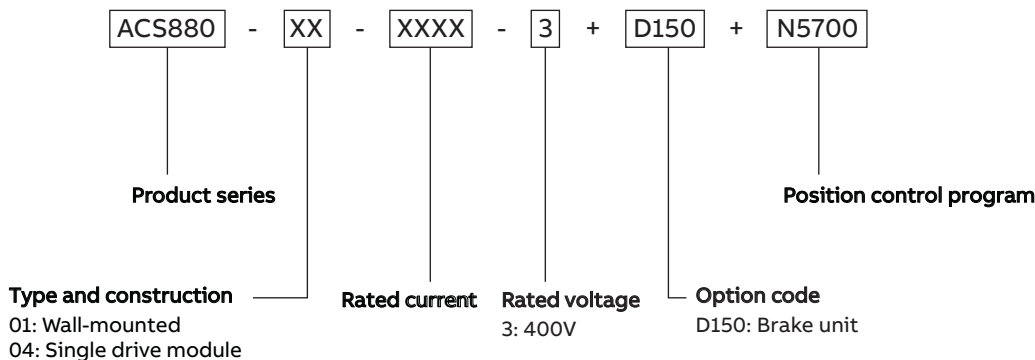 ACS880 - XX - XXXX - 3 + D150 + N5700
Product series
Position control program
Type and construction
01: Wall-mounted
04: Single drive module
Rated current
Rated voltage
3: 400V
Option code
D150: Brake unit